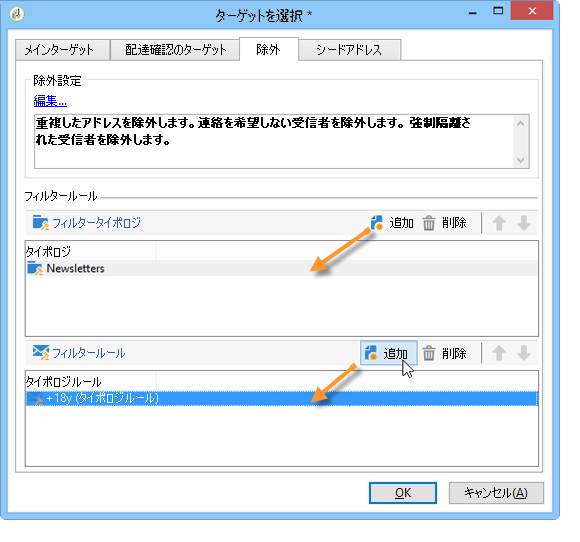 ターゲットを選択 *
メインターゲット 配達確認のターゲット 除外 シードアドレス
除外設定
編集...
重複したアドレスを除外します。連絡を希望しない受信者を除外します。強制隔離さ
れた受信者を除外します。
フィルタールール
フィルタータイポロジ 追加 削除
タイポロジ
Newsletters
フィルタールール 追加 削除
タイポロジルール
+18y (タイポロジルール)
OK キャンセル(A)